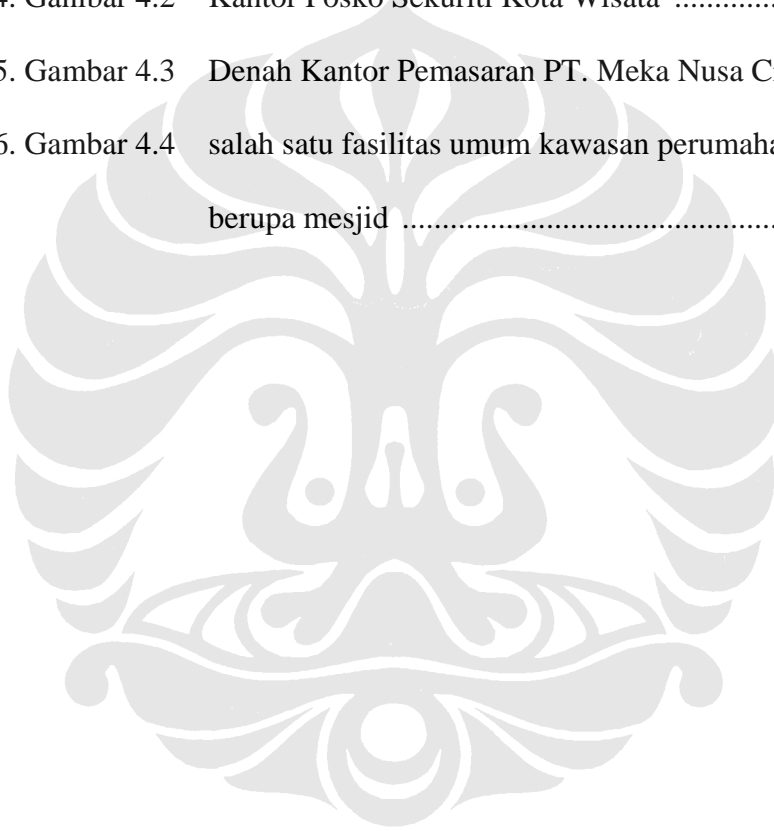 4. Gambar 4.2 Kantor Posko Sekuriti Kota Wisata ................
5. Gambar 4.3 Denah Kantor Pemasaran PT. Meka Nusa
6. Gambar 4.4 salah satu fasilitas umum kawasan
berupa mesjid ...............................................